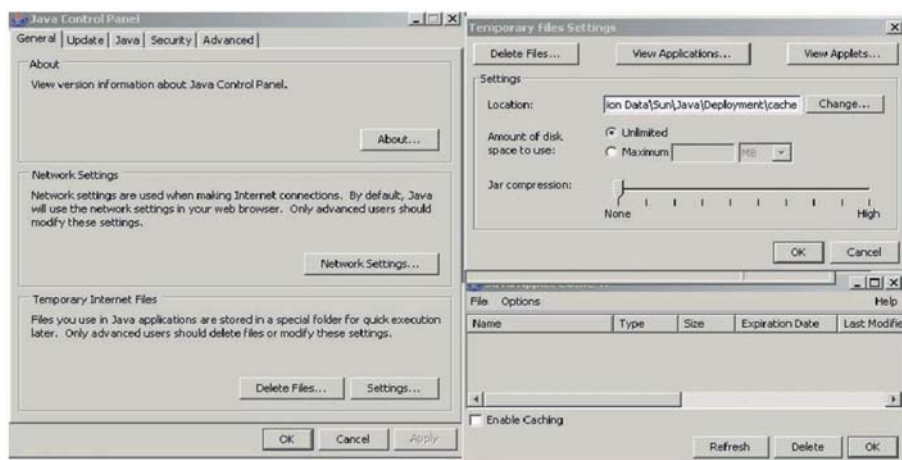 Java Control Panel
General Update Java Security Advanced
About
View version information about Java Control Panel.
About...
Network Settings
Network settings are used when making Internet connections. By default, Java
will use the network settings in your web browser. Only advanced users should
modify these settings.
Network Settings...
Temporary Internet Files
Files you use in Java applications are stored in a special folder for quick execution
later. Only advanced users should delete files or modify these settings.
Delete Files... Settings...
OK Cancel Apply
Temporary Files Settings
Delete Files... View Applications... View Applets...
Settings
Location: ion Data\Sun\Java\Deployment\cache Change...
Amount of disk
space to use:
Unlimited
Maximum MB
Jar compression:
None High
OK Cancel
File Options Help
Name Type Size Expiration Date Last Modifie
Enable Caching
Refresh Delete OK